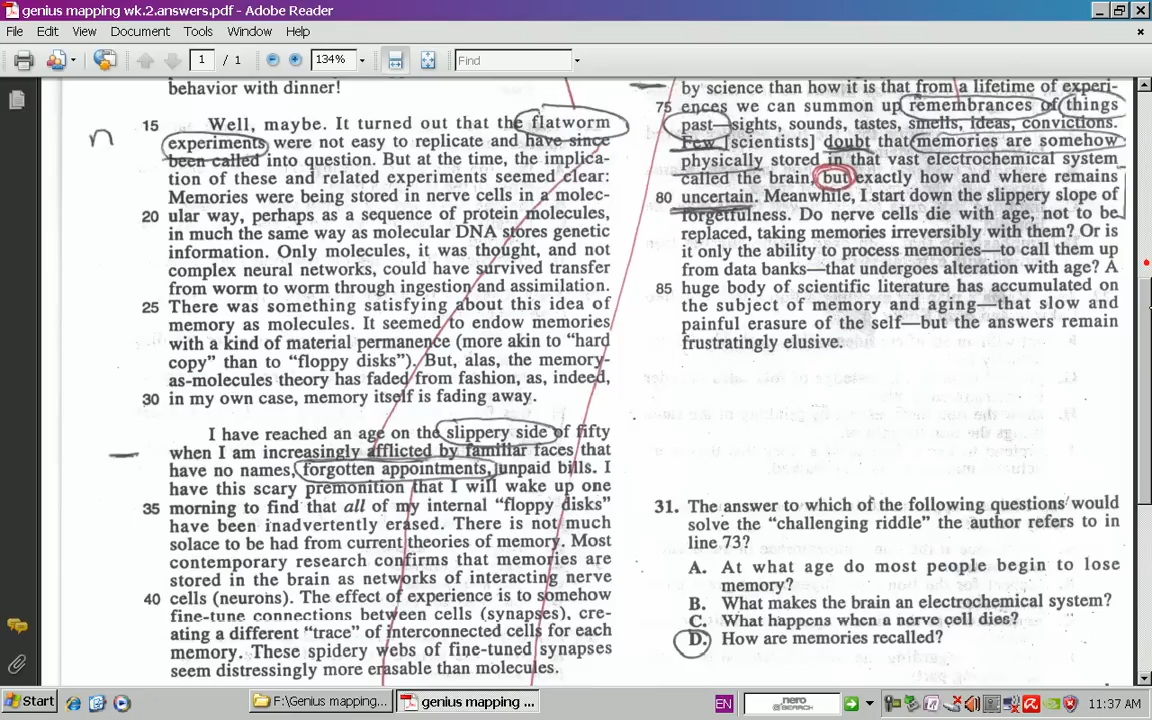 genius mapping wk.2.answers.pdf - Adobe Reader
File Edit View Document Tools Window Help
1 / 1 134% Find
behavior with dinner!
n
15 Well, maybe. It turned out that the flatworm
experiments were not easy to replicate and have since
been called into question. But at the time, the implica-
tion of these and related experiments seemed clear:
Memories were being stored in nerve cells in a molec-
20 ular way, perhaps as a sequence of protein molecules,
in much the same way as molecular DNA stores genetic
information. Only molecules, it was thought, and not
complex neural networks, could have survived transfer
from worm to worm through ingestion and assimilation.
25 There was something satisfying about this idea of
memory as molecules. It seemed to endow memories
with a kind of material permanence (more akin to “hard
copy” than to “floppy disks”). But, alas, the memory-
as-molecules theory has faded from fashion, as, indeed,
30 in my own case, memory itself is fading away.
I have reached an age on the slippery side of fifty
when I am increasingly afflicted by familiar faces that
have no names, forgotten appointments, unpaid bills. I
have this scary premonition that I will wake up one
35 morning to find that all of my internal “floppy disks”
have been inadvertently erased. There is not much
solace to be had from current theories of memory. Most
contemporary research confirms that memories are
stored in the brain as networks of interacting nerve
40 cells (neurons). The effect of experience is to somehow
fine-tune connections between cells (synapses), cre-
ating a different “trace” of interconnected cells for each
memory. These spidery webs of fine-tuned synapses
seem distressingly more erasable than molecules.
by science than how it is that from a lifetime of experi-
75 ences we can summon up remembrances of things
past—sights, sounds, tastes, smells, ideas, convictions.
Few [scientists] doubt that memories are somehow
physically stored in that vast electrochemical system
called the brain, but exactly how and where remains
80 uncertain. Meanwhile, I start down the slippery slope of
forgetfulness. Do nerve cells die with age, not to be
replaced, taking memories irreversibly with them? Or is
it only the ability to process memories—to call them up
from data banks—that undergoes alteration with age? A
85 huge body of scientific literature has accumulated on
the subject of memory and aging—that slow and
painful erasure of the self—but the answers remain
frustratingly elusive.
31. The answer to which of the following questions would
solve the “challenging riddle” the author refers to in
line 73?
A. At what age do most people begin to lose
memory?
B. What makes the brain an electrochemical system?
C. What happens when a nerve cell dies?
D. How are memories recalled?
Start F:\Genius mapping... genius mapping ... EN nero SEARCH 11:37 AM